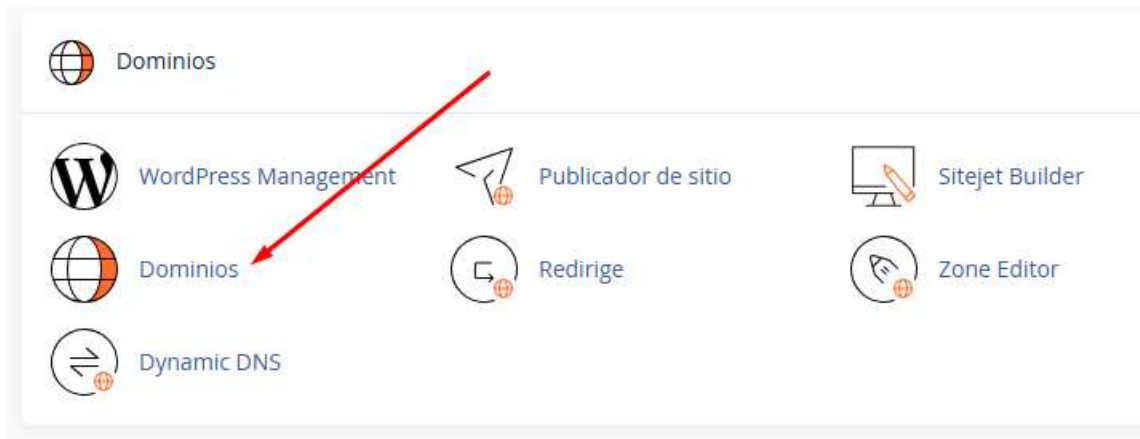 Dominios
WordPress Management
Publicador de sitio
Sitejet Builder
Dominios
Redirige
Zone Editor
Dynamic DNS